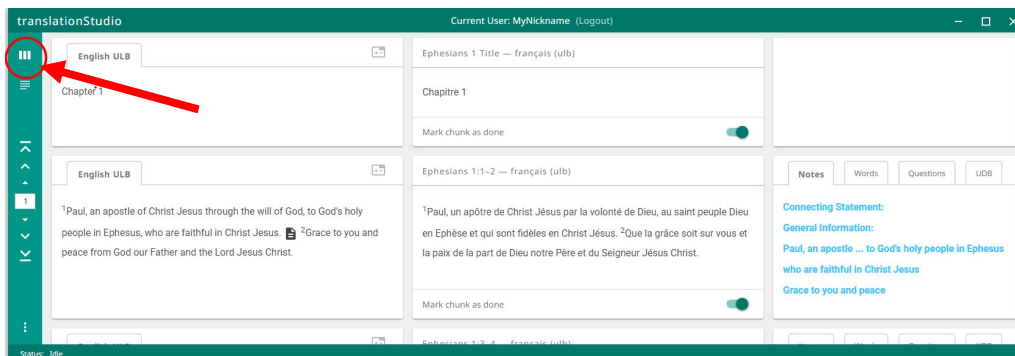 translationStudio
Current User: MyNickname (Logout)
English ULB
Chapter 1
Ephesians 1 Title — français (ulb)
Chapitre 1
Mark chunk as done
1
English ULB
1Paul, an apostle of Christ Jesus through the will of God, to God's holy
people in Ephesus, who are faithful in Christ Jesus. 2Grace to you and
peace from God our Father and the Lord Jesus Christ.
Ephesians 1:1–2 — français (ulb)
1Paul, un apôtre de Christ Jésus par la volonté de Dieu, au saint peuple Dieu
en Ephèse et qui sont fidèles en Christ Jésus. 2Que la grâce soit sur vous et
la paix de la part de Dieu notre Père et du Seigneur Jésus Christ.
Mark chunk as done
Notes
Words
Questions
UDB
Connecting Statement:
General Information:
Paul, an apostle ... to God's holy people in Ephesus
who are faithful in Christ Jesus
Grace to you and peace
Ephesians 1:3–4 — français (ulb)
Status: Idle